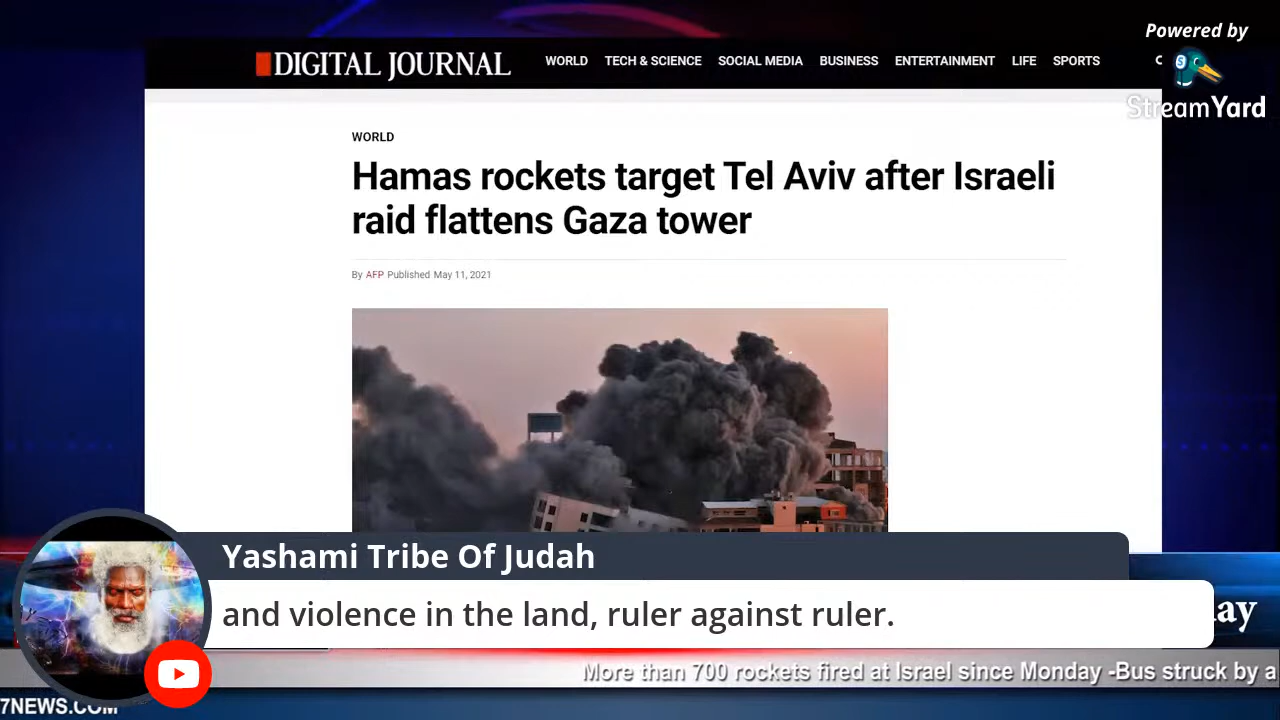 Powered by
StreamYard
DIGITAL JOURNAL
WORLD TECH & SCIENCE SOCIAL MEDIA BUSINESS ENTERTAINMENT LIFE SPORTS
WORLD
Hamas rockets target Tel Aviv after Israeli
raid flattens Gaza tower
By AFP Published May 11, 2021
Yashami Tribe Of Judah
and violence in the land, ruler against ruler.
ay
More than 700 rockets fired at Israel since Monday -Bus struck by a
7NEWS.COM